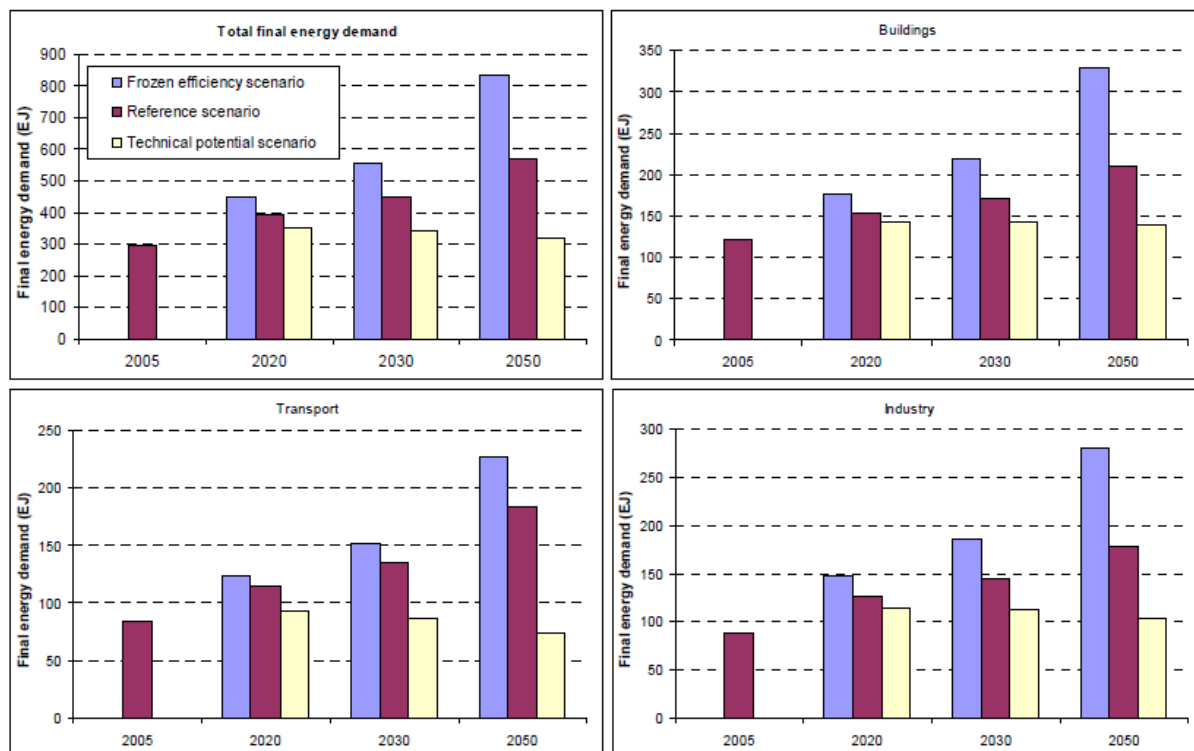 Total final energy demand
Final energy demand (EJ)
900
800
700
600
500
400
300
200
100
0
Frozen efficiency scenario
Reference scenario
Technical potential scenario
2005 2020 2030 2050
Buildings
Final energy demand (EJ)
350
300
250
200
150
100
50
0
2005 2020 2030 2050
Transport
Final energy demand (EJ)
250
200
150
100
50
0
2005 2020 2030 2050
Industry
Final energy demand (EJ)
300
250
200
150
100
50
0
2005 2020 2030 2050